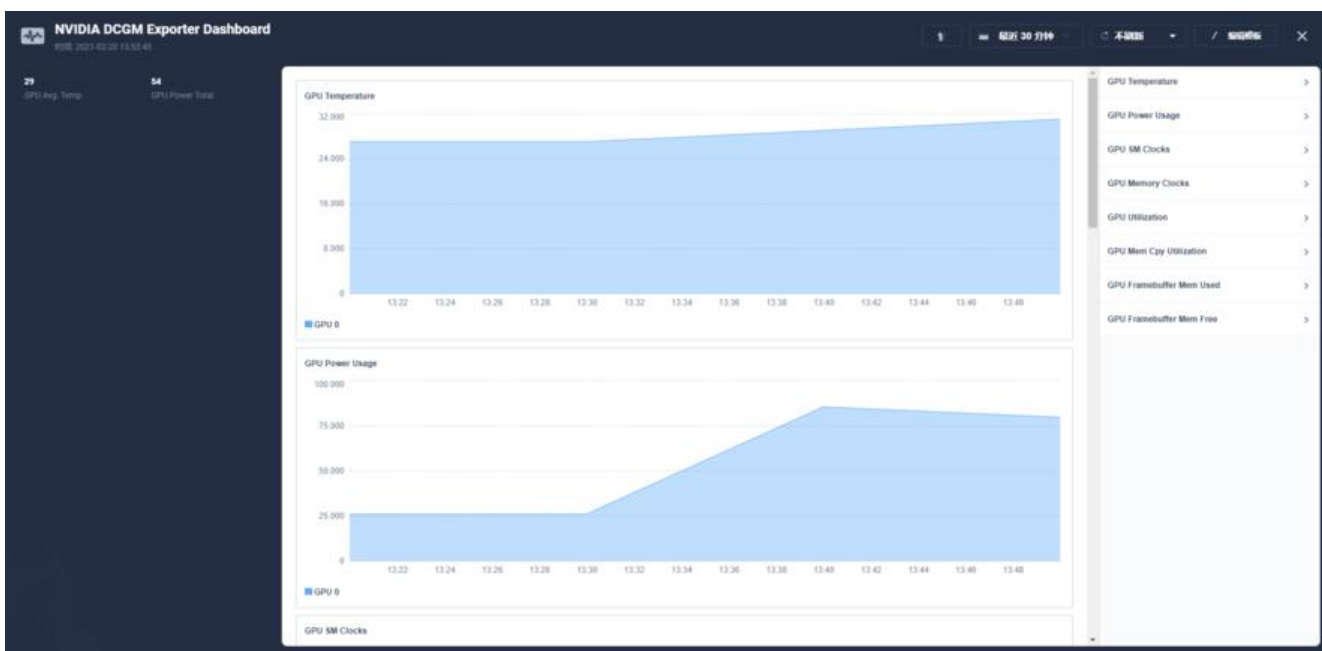 NVIDIA DCGM Exporter Dashboard
最近 30 分钟
不刷新
编辑模板
29
GPU Avg. Temp
54
GPU Power Total
GPU Temperature
32.000
24.000
16.000
8.000
0
13:22 13:24 13:26 13:28 13:30 13:32 13:34 13:36 13:38 13:40 13:42 13:44 13:46 13:48
GPU 0
GPU Power Usage
100.000
75.000
50.000
25.000
0
13:22 13:24 13:26 13:28 13:30 13:32 13:34 13:36 13:38 13:40 13:42 13:44 13:46 13:48
GPU 0
GPU SM Clocks
GPU Temperature
GPU Power Usage
GPU SM Clocks
GPU Memory Clocks
GPU Utilization
GPU Mem Cpy Utilization
GPU Framebuffer Mem Used
GPU Framebuffer Mem Free